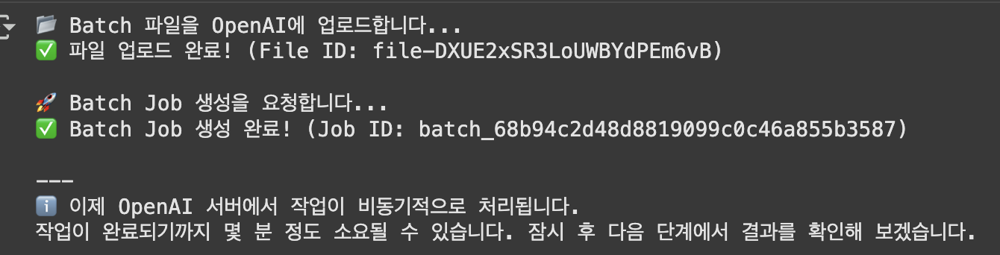 📂 Batch 파일을 OpenAI에 업로드합니다...
✅ 파일 업로드 완료! (File ID: file-DXUE2xSR3LoUWBYdPEm6vB)
🚀 Batch Job 생성을 요청합니다...
✅ Batch Job 생성 완료! (Job ID: batch_68b94c2d48d8819099c0c46a855b3587)
---
ℹ️ 이제 OpenAI 서버에서 작업이 비동기적으로 처리됩니다.
작업이 완료되기까지 몇 분 정도 소요될 수 있습니다. 잠시 후 다음 단계에서 결과를 확인해 보겠습니다.